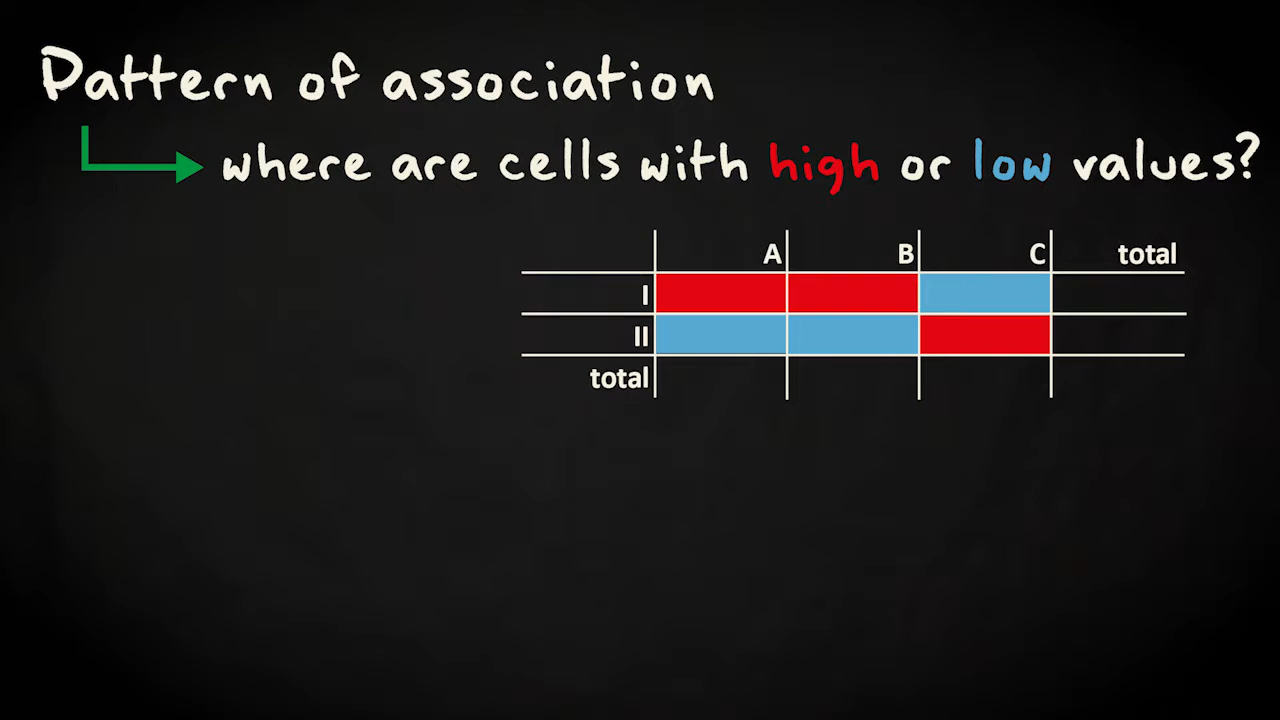 Pattern of association
where are cells with high or low values?
A B C total
I
II
total